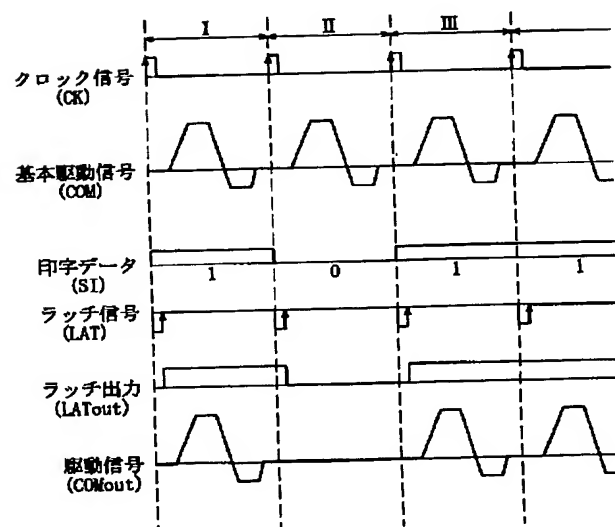 I II III
クロック信号
(CK)
基本駆動信号
(COM)
印字データ
(SI)
1 0 1 1
ラッチ信号
(LAT)
ラッチ出力
(LATout)
駆動信号
(COMout)